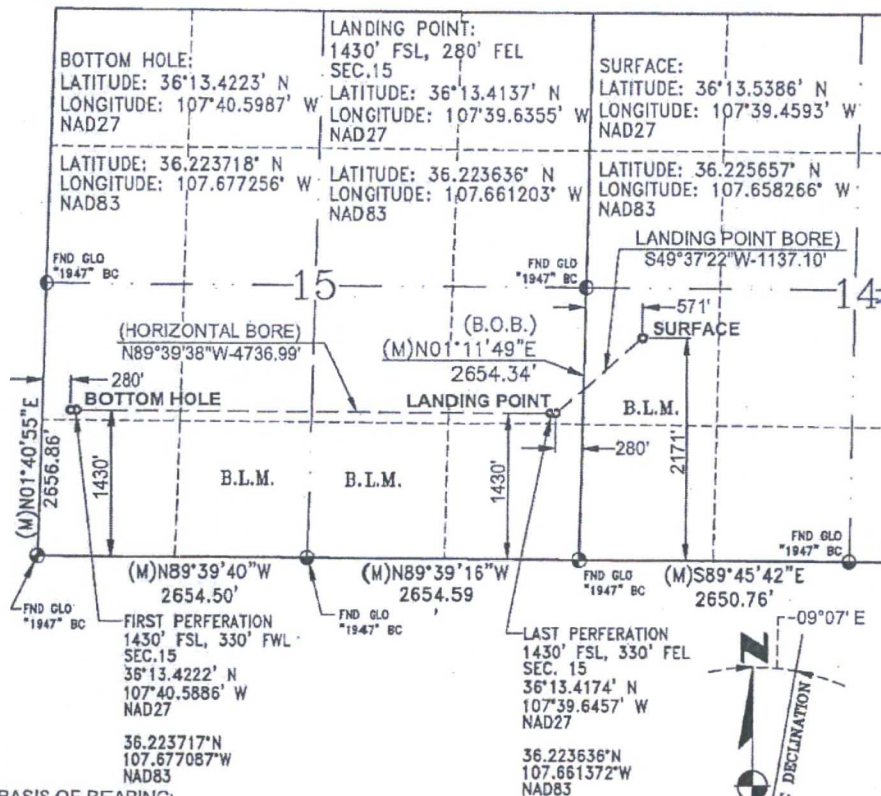 BOTTOM HOLE:
LATITUDE: 36°13.4223' N
LONGITUDE: 107°40.5987' W
NAD27
LATITUDE: 36.223718° N
LONGITUDE: 107.677256° W
NAD83
LANDING POINT:
1430' FSL, 280' FEL
SEC.15
LATITUDE: 36°13.4137' N
LONGITUDE: 107°39.6355' W
NAD27
LATITUDE: 36.223636° N
LONGITUDE: 107.661203° W
NAD83
SURFACE:
LATITUDE: 36°13.5386' N
LONGITUDE: 107°39.4593' W
NAD27
LATITUDE: 36.225657° N
LONGITUDE: 107.658266° W
NAD83
LANDING POINT BORE)
S49°37'22"W-1137.10'
FND GLO
"1947" BC
15
FND GLO
"1947" BC
14
571'
SURFACE
(HORIZONTAL BORE)
N89°39'38"W-4736.99'
(B.O.B.)
(M)N01°11'49"E
2654.34'
280'
BOTTOM HOLE
LANDING POINT
B.L.M.
280'
2171'
(M)N01°40'55"E
2656.86'
1430'
B.L.M.
B.L.M.
1430'
(M)N89°39'40"W
2654.50'
(M)N89°39'16"W
2654.59
'
(M)S89°45'42"E
2650.76'
FND GLO
"1947" BC
FND GLO
"1947" BC
FND GLO
"1947" BC
FND GLO
"1947" BC
FIRST PERFERATION
1430' FSL, 330' FWL
SEC.15
36°13.4222' N
107°40.5886' W
NAD27
36.223717°N
107.677087°W
NAD83
LAST PERFERATION
1430' FSL, 330' FEL
SEC. 15
36°13.4174' N
107°39.6457' W
NAD27
36.223636°N
107.661372°W
NAD83
09°07' E
N
DECLINATION
BASIS OF BEARING: